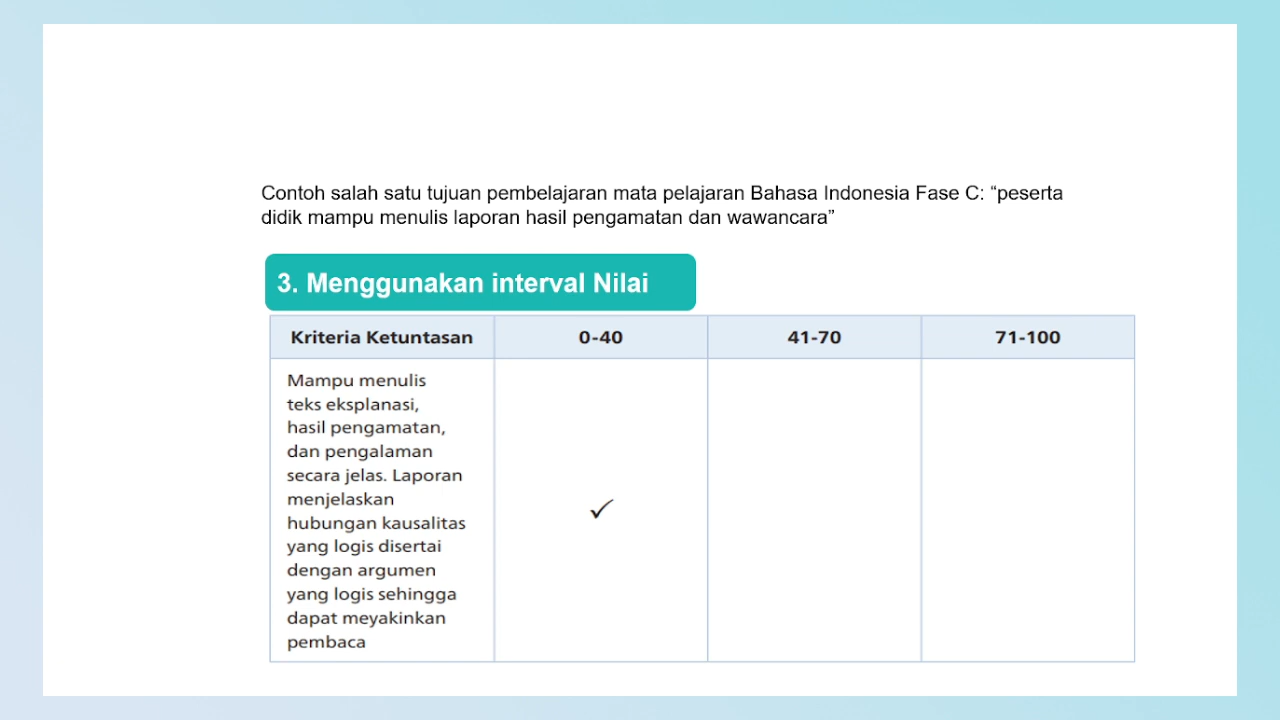 Contoh salah satu tujuan pembelajaran mata pelajaran Bahasa Indonesia Fase C: “peserta
didik mampu menulis laporan hasil pengamatan dan wawancara”
3. Menggunakan interval Nilai
Kriteria Ketuntasan 0-40 41-70 71-100
Mampu menulis
teks eksplanasi,
hasil pengamatan,
dan pengalaman
secara jelas. Laporan
menjelaskan
hubungan kausalitas
yang logis disertai
dengan argumen
yang logis sehingga
dapat meyakinkan
pembaca
✓